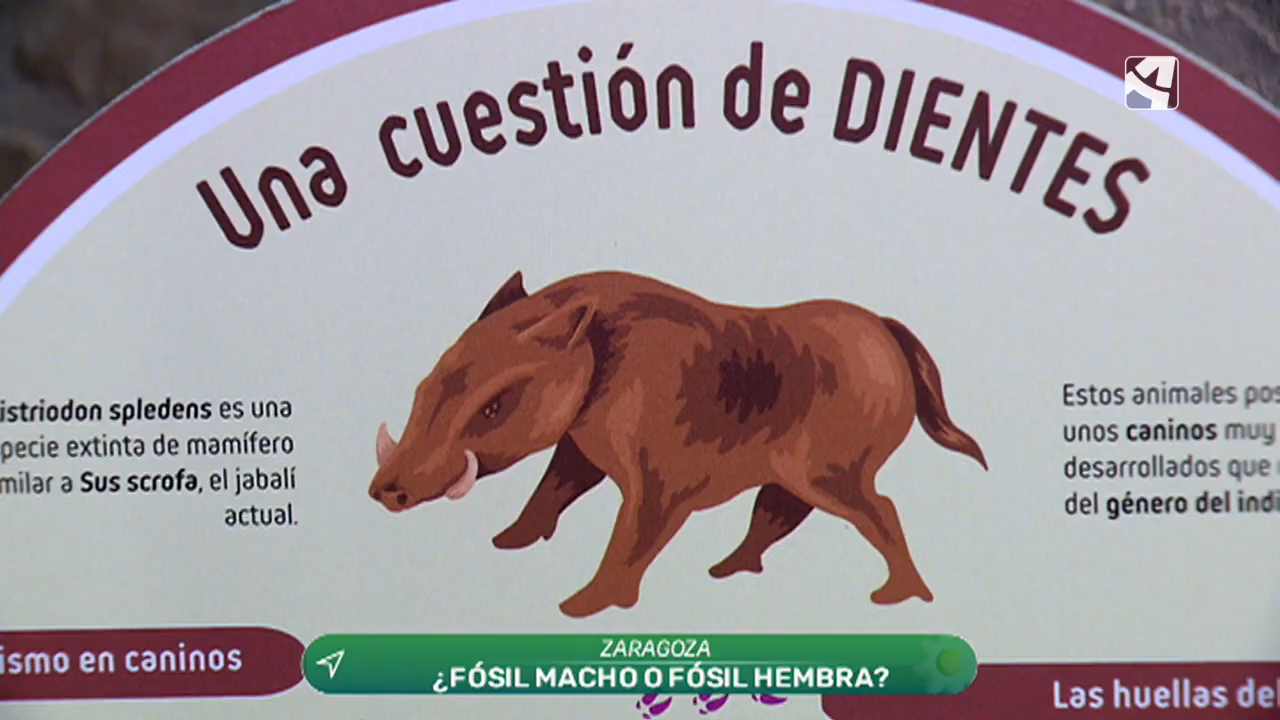 Una cuestión de DIENTES
istriodon spledens es una
pecie extinta de mamífero
milar a Sus scrofa, el jabalí
actual.
Estos animales pos
unos caninos muy
desarrollados que
del género del indi
ismo en caninos
ZARAGOZA
¿FÓSIL MACHO O FÓSIL HEMBRA?
Las huellas del